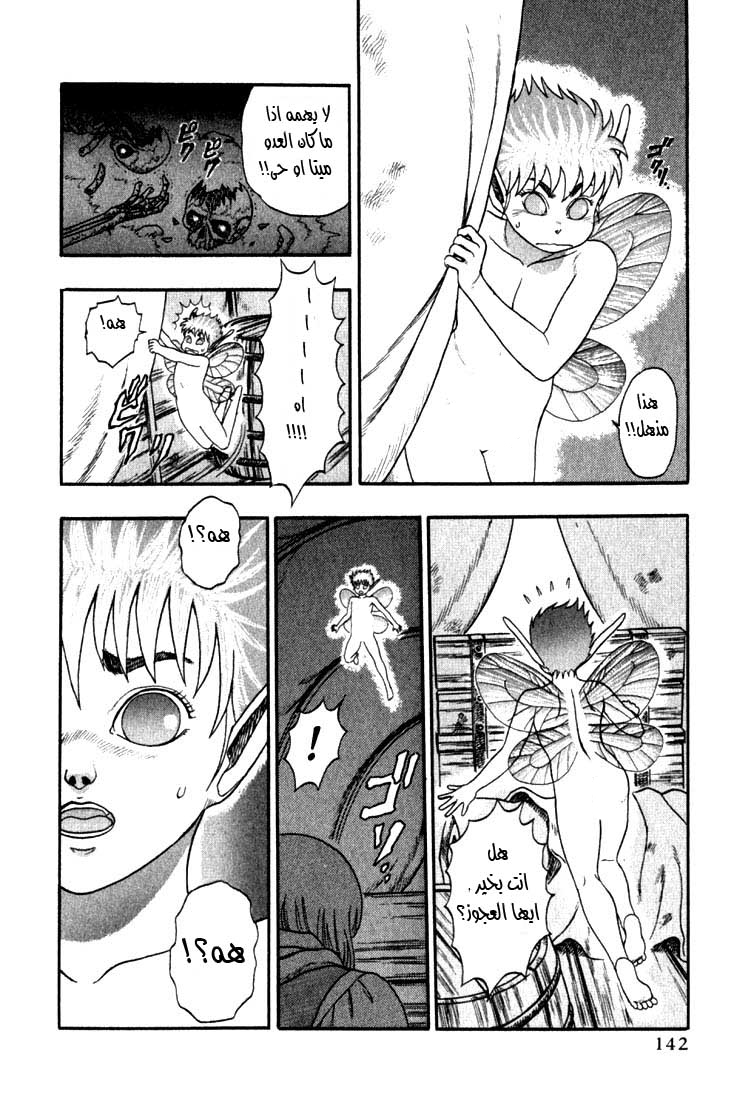 هذا
مذهل!!
لا يهمه اذا
ما كان العدو
ميتا او حى!!
ا
ا
ا
ا
او
!!!!
هه!
هل
انت بخير
ايها العجوز؟
!
هه؟!
هه؟!
142